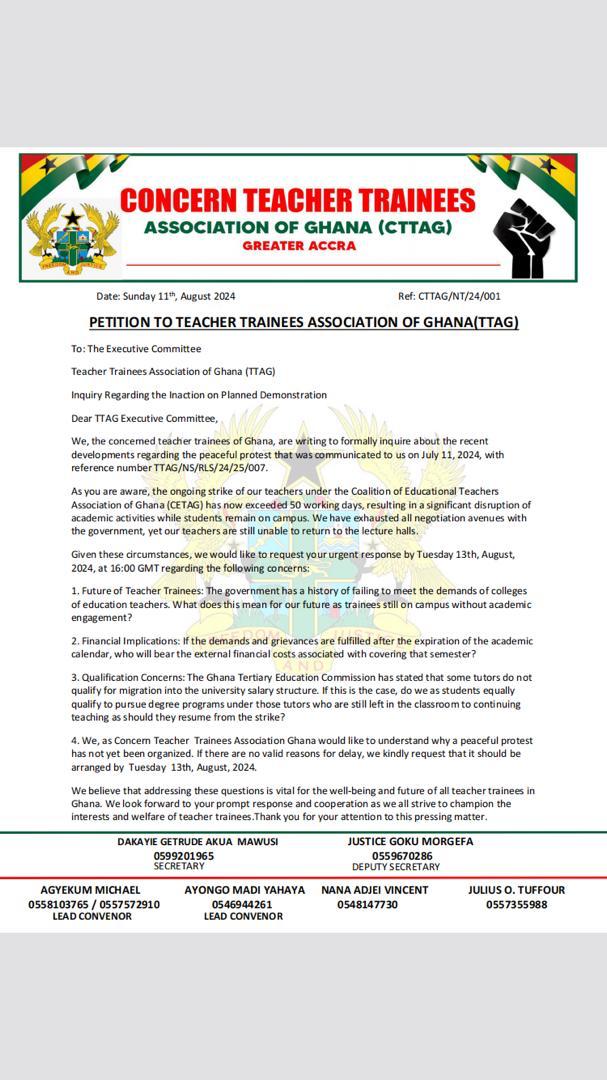 CONCERN TEACHER TRAINEES
ASSOCIATION OF GHANA (CTTAG)
GREATER ACCRA
FREEDOM AND JUSTICE
Date: Sunday 11th, August 2024 Ref: CTTAG/NT/24/001
PETITION TO TEACHER TRAINEES ASSOCIATION OF GHANA(TTAG)
To: The Executive Committee
Teacher Trainees Association of Ghana (TTAG)
Inquiry Regarding the Inaction on Planned Demonstration
Dear TTAG Executive Committee,
We, the concerned teacher trainees of Ghana, are writing to formally inquire about the recent
developments regarding the peaceful protest that was communicated to us on July 11, 2024, with
reference number TTAG/NS/RLS/24/25/007.
As you are aware, the ongoing strike of our teachers under the Coalition of Educational Teachers
Association of Ghana (CETAG) has now exceeded 50 working days, resulting in a significant disruption of
academic activities while students remain on campus. We have exhausted all negotiation avenues with
the government, yet our teachers are still unable to return to the lecture halls.
Given these circumstances, we would like to request your urgent response by Tuesday 13th, August,
2024, at 16:00 GMT regarding the following concerns:
1. Future of Teacher Trainees: The government has a history of failing to meet the demands of colleges
of education teachers. What does this mean for our future as trainees still on campus without academic
engagement?
2. Financial Implications: If the demands and grievances are fulfilled after the expiration of the academic
calendar, who will bear the external financial costs associated with covering that semester?
3. Qualification Concerns: The Ghana Tertiary Education Commission has stated that some tutors do not
qualify for migration into the university salary structure. If this is the case, do we as students equally
qualify to pursue degree programs under those tutors who are still left in the classroom to continuing
teaching as should they resume from the strike?
4. We, as Concern Teacher Trainees Association Ghana would like to understand why a peaceful protest
has not yet been organized. If there are no valid reasons for delay, we kindly request that it should be
arranged by Tuesday 13th, August, 2024.
We believe that addressing these questions is vital for the well-being and future of all teacher trainees in
Ghana. We look forward to your prompt response and cooperation as we all strive to champion the
interests and welfare of teacher trainees.Thank you for your attention to this pressing matter.
FREEDOM AND JUSTICE
DAKAYIE GETRUDE AKUA MAWUSI JUSTICE GOKU MORGEFA
0599201965 0559670286
SECRETARY DEPUTY SECRETARY
AGYEKUM MICHAEL AYONGO MADI YAHAYA NANA ADJEI VINCENT JULIUS O. TUFFOUR
0558103765 / 0557572910 0546944261 0548147730 0557355988
LEAD CONVENOR LEAD CONVENOR